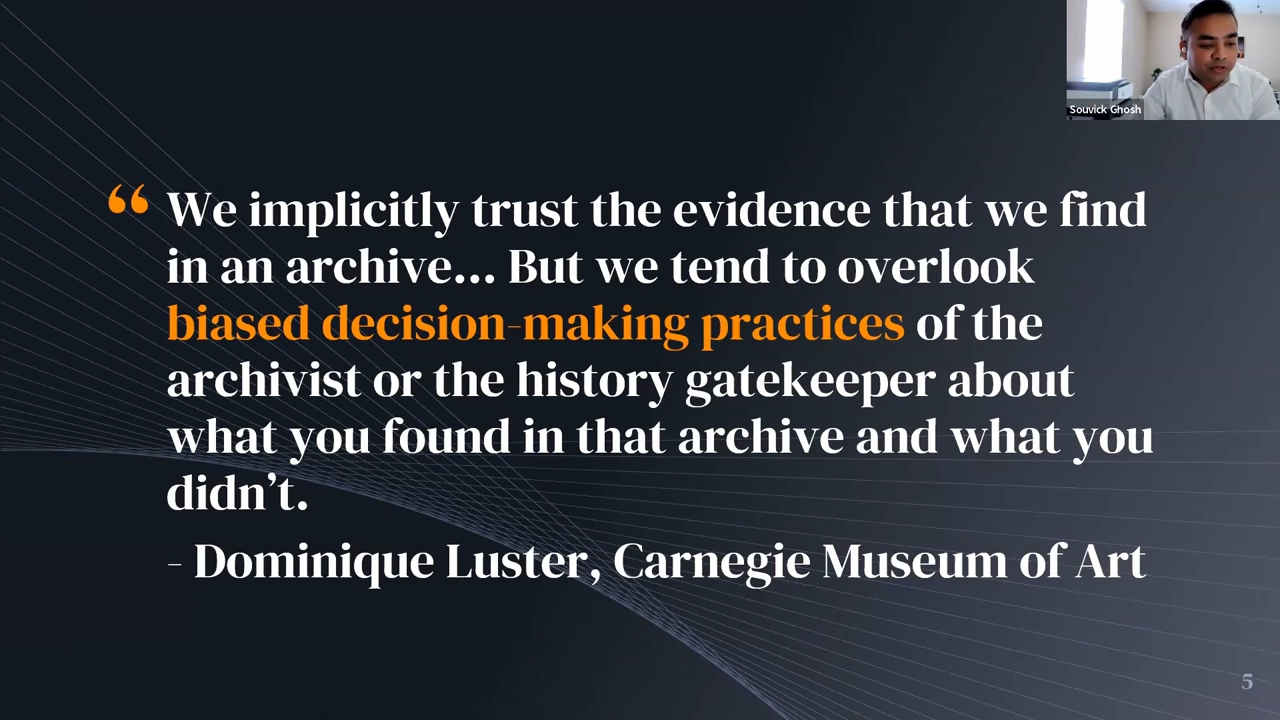 Souvick Ghosh
“ We implicitly trust the evidence that we find
in an archive... But we tend to overlook
biased decision-making practices of the
archivist or the history gatekeeper about
what you found in that archive and what you
didn’t.
- Dominique Luster, Carnegie Museum of Art
5